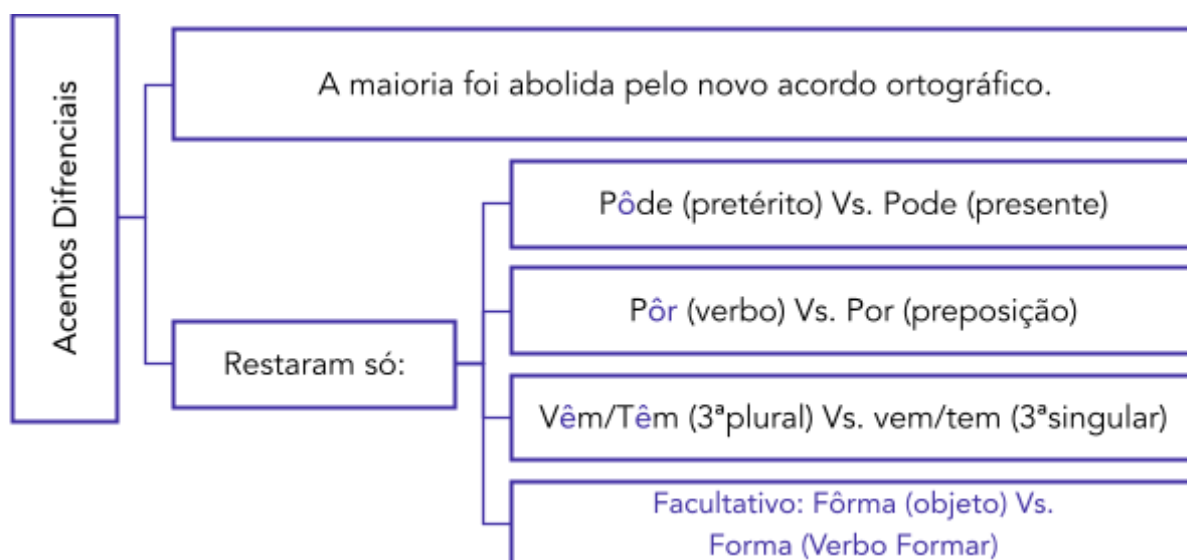 Acentos Difrenciais
A maioria foi abolida pelo novo acordo ortográfico.
Restaram só:
Pôde (pretérito) Vs. Pode (presente)
Pôr (verbo) Vs. Por (preposição)
Vêm/Têm (3ªplural) Vs. vem/tem (3ªsingular)
Facultativo: Fôrma (objeto) Vs.
Forma (Verbo Formar)